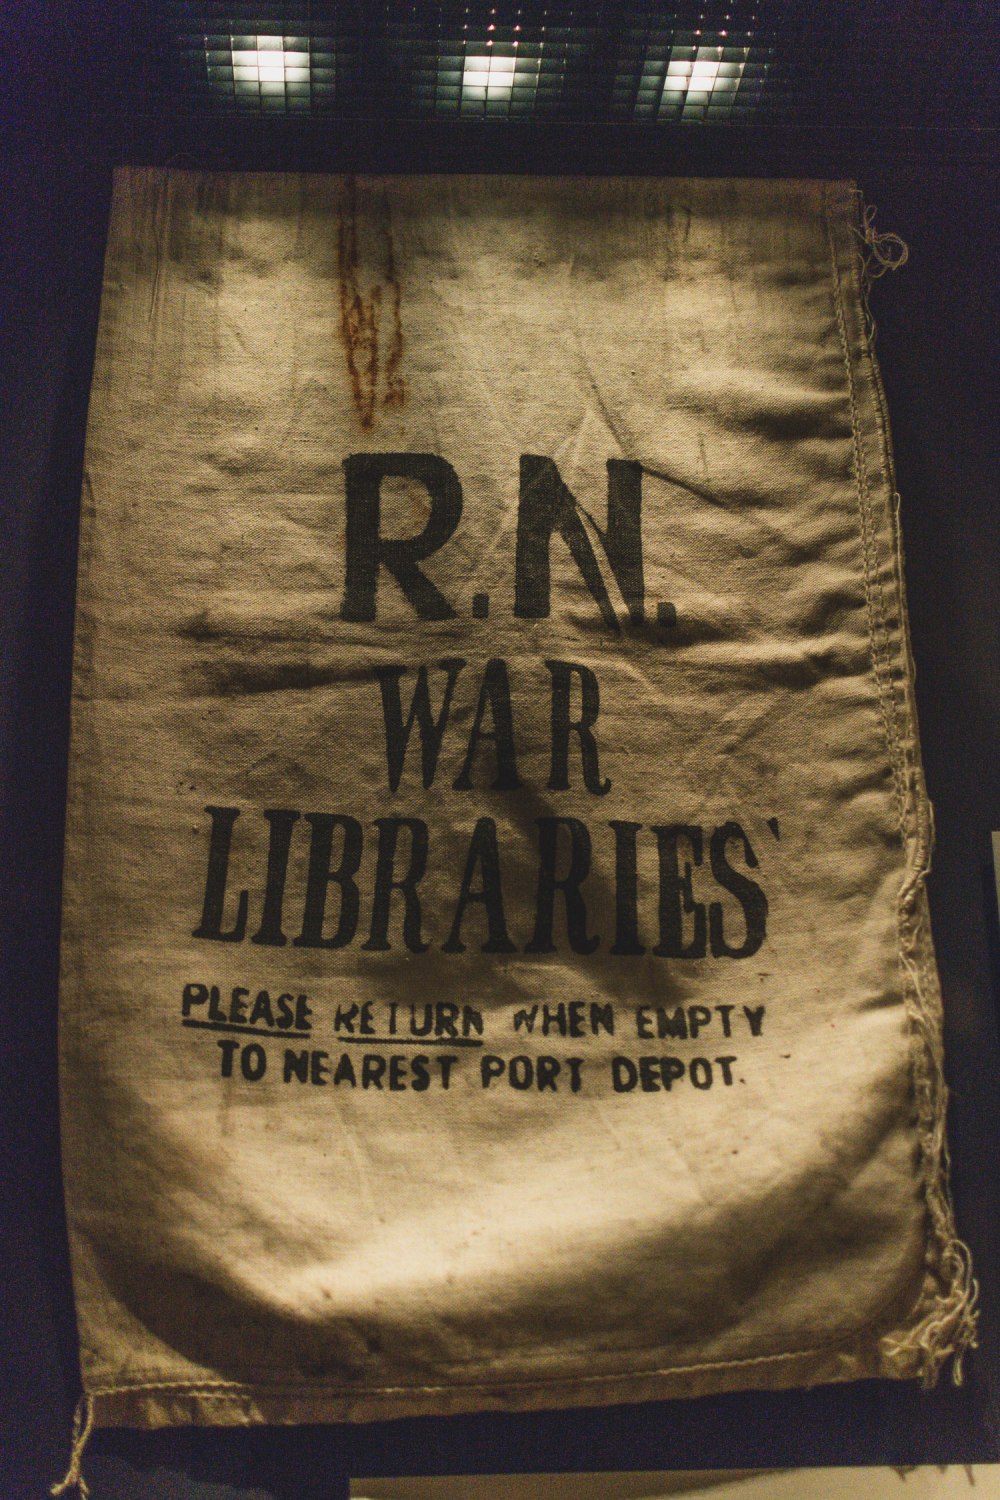 R.N.
WAR
LIBRARIES'
PLEASE RETURN WHEN EMPTY
TO NEAREST PORT DEPOT.